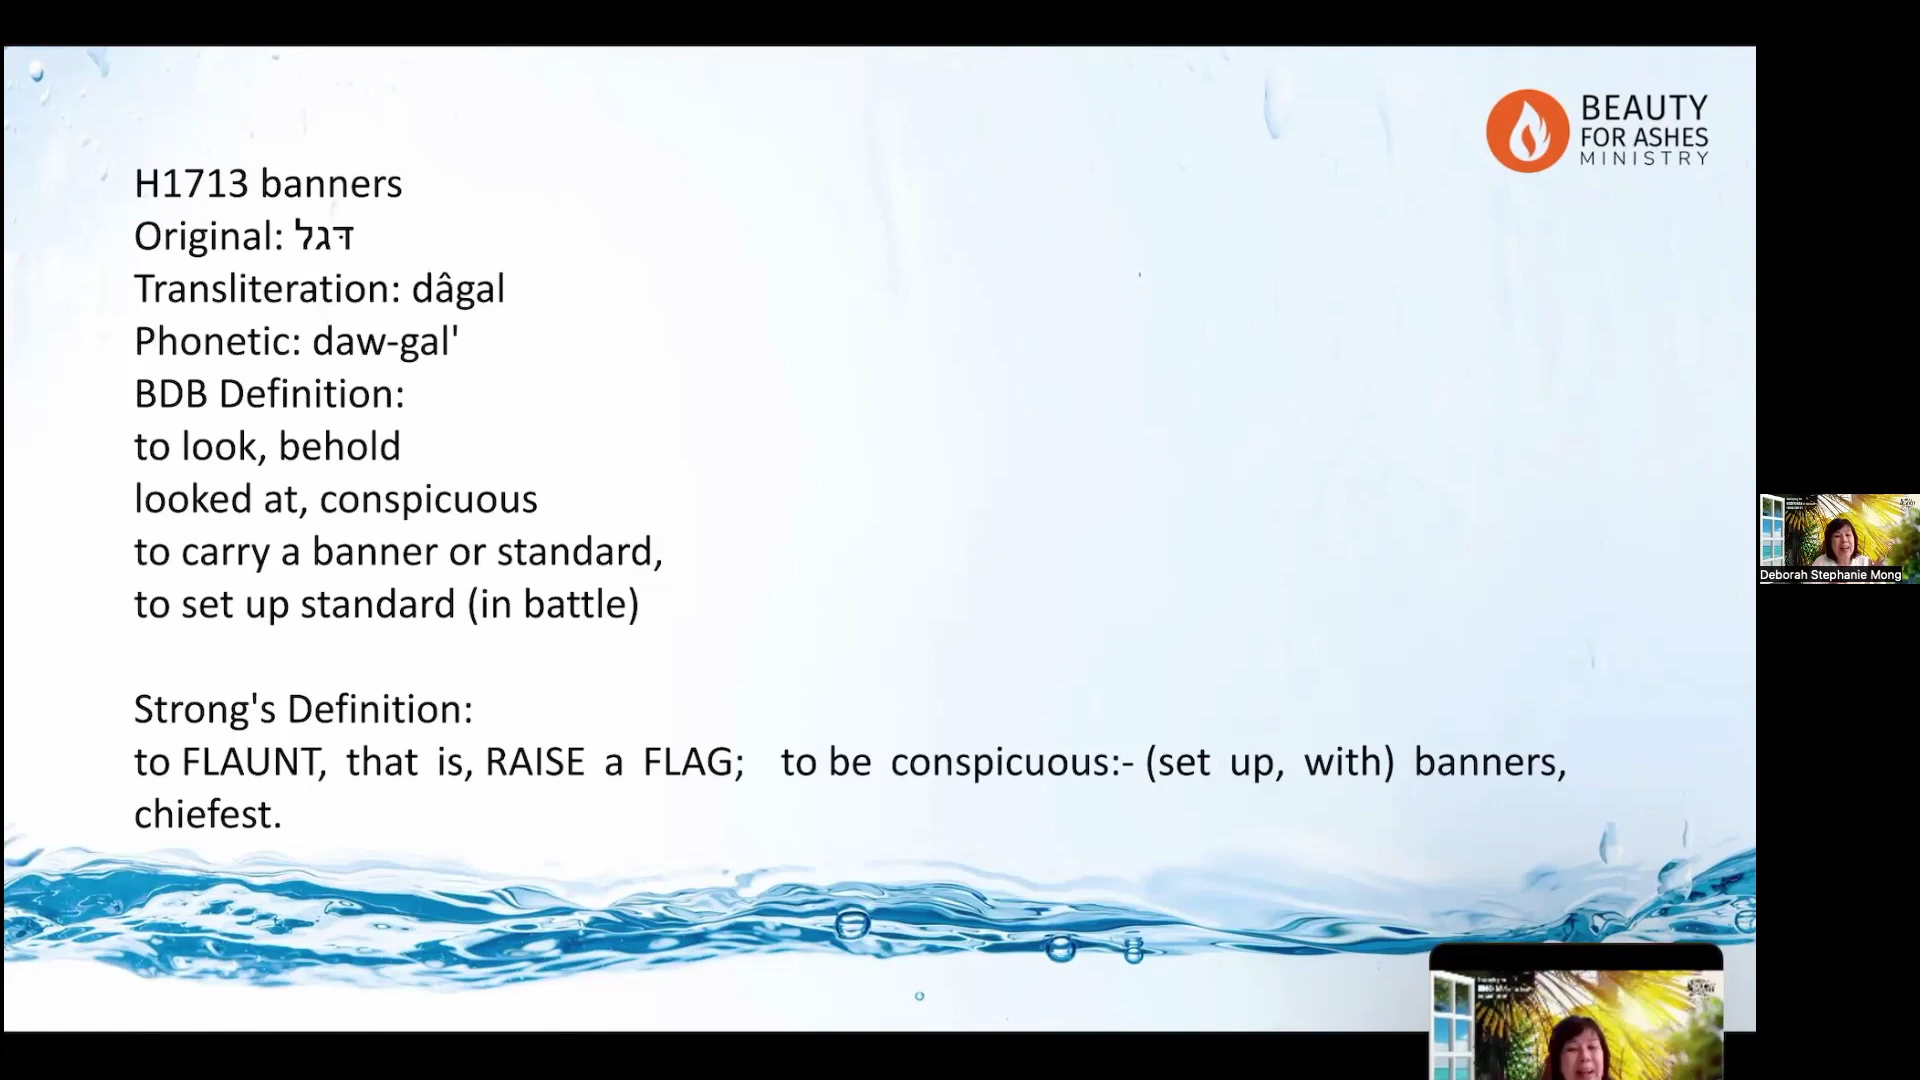 BEAUTY
FOR ASHES
MINISTRY
H1713 banners
Original: דּגל
Transliteration: dâgal
Phonetic: daw-gal'
BDB Definition:
to look, behold
looked at, conspicuous
to carry a banner or standard,
to set up standard (in battle)
Strong's Definition:
to FLAUNT, that is, RAISE a FLAG; to be conspicuous:- (set up, with) banners,
chiefest.
Deborah Stephanie Mong